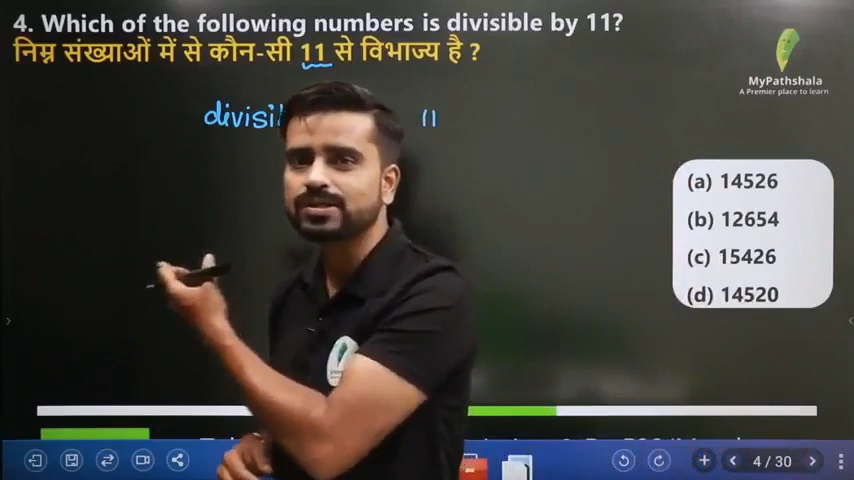 4. Which of the following numbers is divisible by 11?
निम्न संख्याओं में से कौन-सी 11 से विभाज्य है ?
MyPathshala
A Premier place to learn
11
(a) 14526
(b) 12654
(c) 15426
(d) 14520
4 / 30